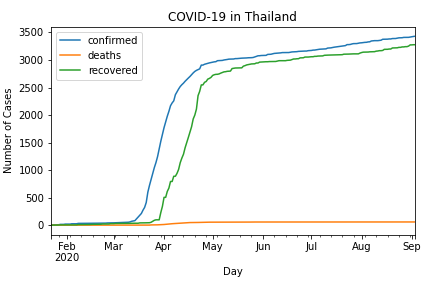 COVID-19 in Thailand
Number of Cases
3500
3000
2500
2000
1500
1000
500
0
confirmed
deaths
recovered
Feb Mar Apr May Jun Jul Aug Sep
2020
Day